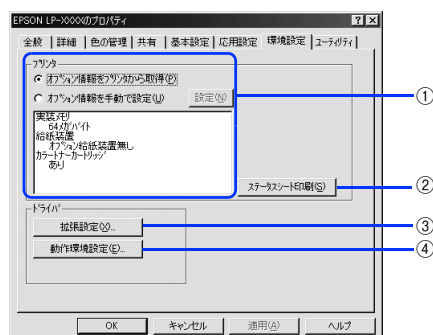 EPSON LP-XXXXのプロパティ
全般 詳細 色の管理 共有 基本設定 応用設定 環境設定 ユーティリティ
プリンタ
オプション情報をプリンタから取得(P)
オプション情報を手動で設定(U) 設定(N)
①
実装メモリ
64メガバイト
給紙装置
オプション給紙装置無し
カラートナーカートリッジ
あり
ステータスシート印刷(S) ②
ドライバ
拡張設定(X)... ③
動作環境設定(E)... ④
OK キャンセル 適用(A) ヘルプ